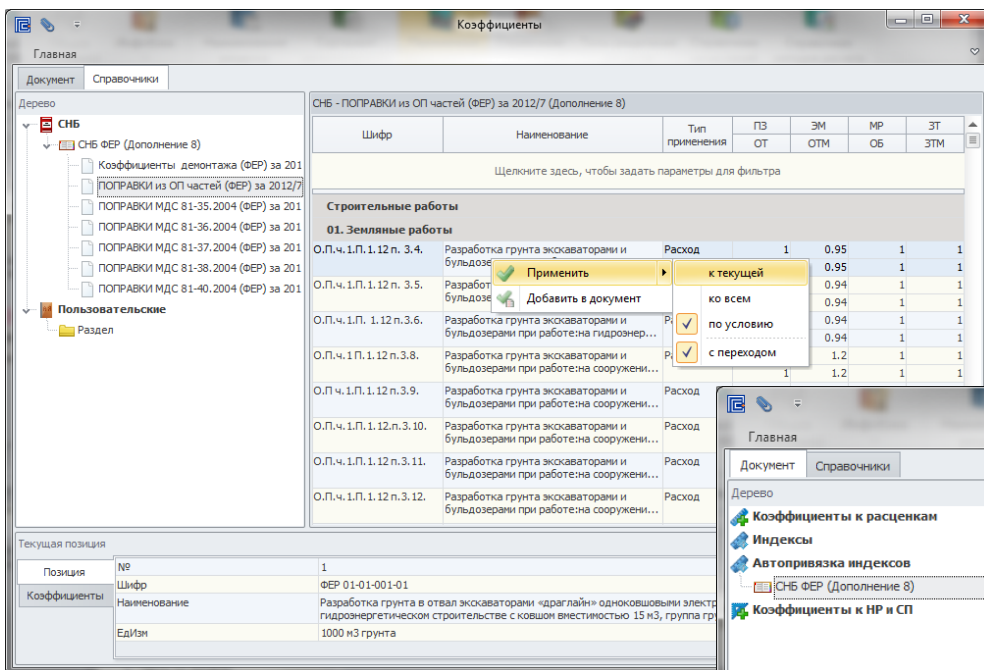 Коэффициенты
Главная
Документ Справочники
Дерево
СНБ
СНБ ФЕР (Дополнение 8)
Коэффициенты демонтажа (ФЕР) за 201
ПОПРАВКИ из ОП частей (ФЕР) за 2012/7
ПОПРАВКИ МДС 81-35.2004 (ФЕР) за 201
ПОПРАВКИ МДС 81-36.2004 (ФЕР) за 201
ПОПРАВКИ МДС 81-37.2004 (ФЕР) за 201
ПОПРАВКИ МДС 81-38.2004 (ФЕР) за 201
ПОПРАВКИ МДС 81-40.2004 (ФЕР) за 201
Пользовательские
Раздел
СНБ - ПОПРАВКИ из ОП частей (ФЕР) за 2012/7 (Дополнение 8)
Шифр Наименование Тип применения ПЗ ЭМ МР ЗТ
ОТ ОТМ ОБ ЗТМ
Щелкните здесь, чтобы задать параметры для фильтра
Строительные работы
01. Земляные работы
О.П.ч.1.П.1.12 п. 3.4. Разработка грунта экскаваторами и Расход 1 0.95 1 1
бульдозе 0.95 1 1
О.П.ч.1.П.1.12 п. 3.5. Разработ 0.94 1 1
бульдозе 0.94 1 1
О.П.ч.1.П. 1.12 п.3.6. Разработка грунта экскаваторами и 0.94 1 1
бульдозерами при работе:на гидроэнер... 0.94 1 1
О.П.ч.1 П.1.12 п.3.8. Разработка грунта экскаваторами и 1.2 1 1
бульдозерами при работе:на сооружени... 1 1.2 1 1
О.П ч.1.П.1.12 п.3.9. Разработка грунта экскаваторами и Расход
бульдозерами при работе:на сооружени...
О.П.ч.1.П.1.12.п.3.10. Разработка грунта экскаваторами и Расход
бульдозерами при работе:на сооружени...
О.П.ч.1.П.1.12 п.3.11. Разработка грунта экскаваторами и Расход
бульдозерами при работе:на сооружени...
О.П.ч.1.П.1.12 п.3.12. Разработка грунта экскаваторами и Расход
бульдозерами при работе:на сооружени...
Применить
Добавить в документ
к текущей
ко всем
по условию
с переходом
Текущая позиция
Позиция
Коэффициенты
№ 1
Шифр ФЕР 01-01-001-01
Наименование Разработка грунта в отвал экскаваторами «драглайн» одноковшовыми электр
гидроэнергетическом строительстве с ковшом вместимостью 15 м3, группа гру
ЕдИзм 1000 м3 грунта
Главная
Документ Справочники
Дерево
Коэффициенты к расценкам
Индексы
Автопривязка индексов
СНБ ФЕР (Дополнение 8)
Коэффициенты к НР и СП